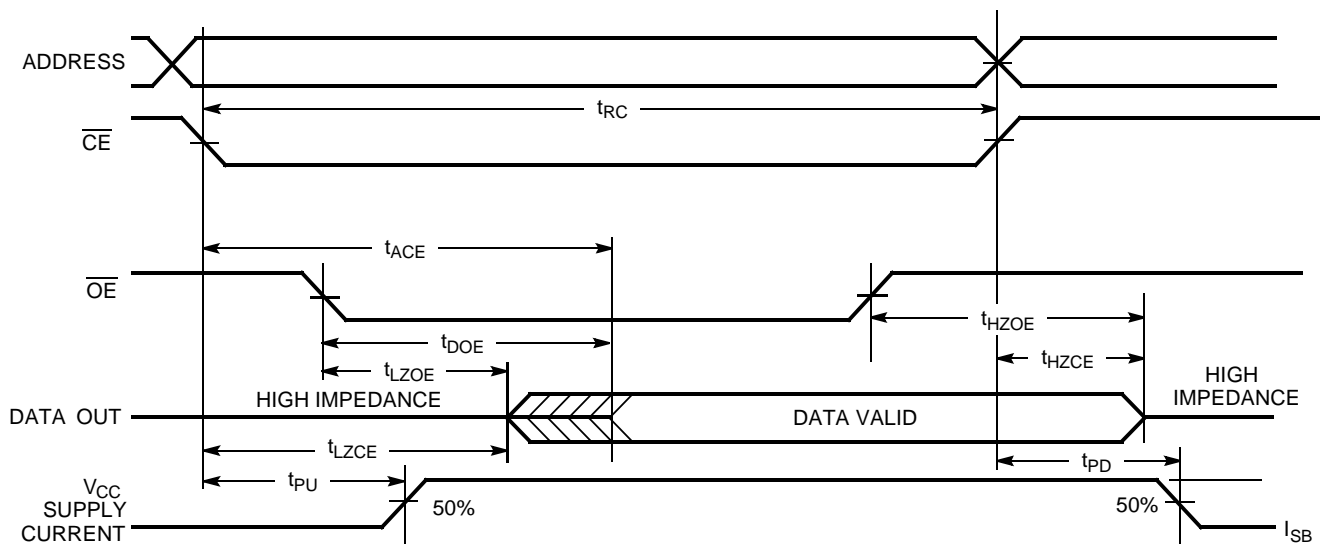 ADDRESS
tRC
CE
tACE
OE
tHZOE
tDOE
tHZCE
tLZOE
HIGH IMPEDANCE
HIGH
IMPEDANCE
DATA OUT
DATA VALID
tLZCE
tPD
tPU
VCC
SUPPLY
CURRENT
50%
50%
ISB